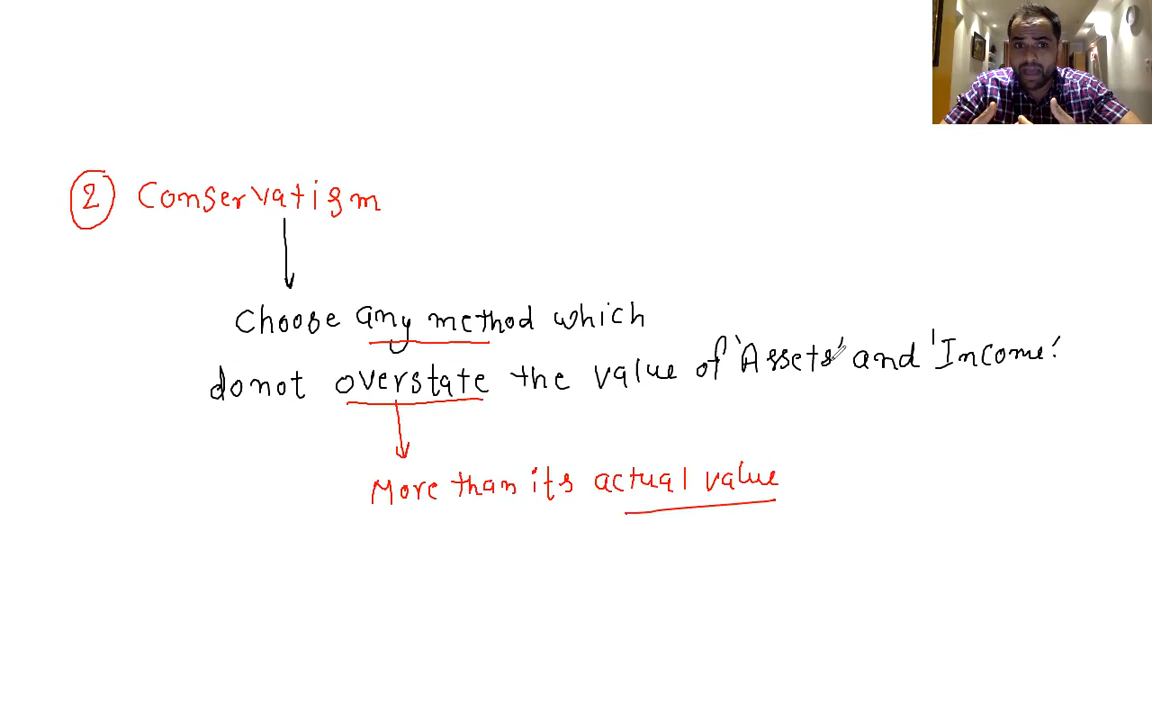 2 Conservatism
Choose any method which
donot overstate the value of 'Assets' and 'Income'
More than its actual value